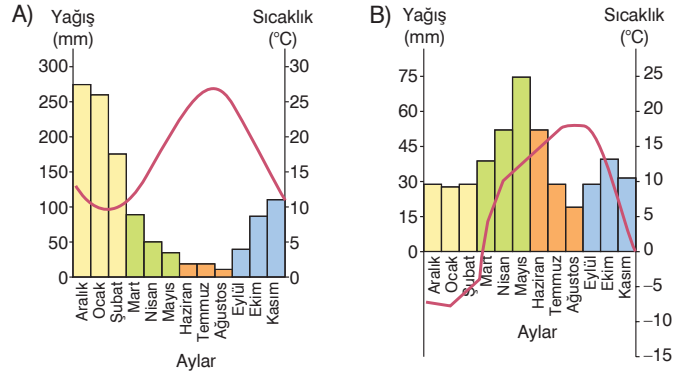 A)
Yağış
(mm)
Sıcaklık
(°C)
300
250
200
150
100
50
0
30
25
20
15
10
5
0
Aralık
Ocak
Şubat
Mart
Nisan
Mayıs
Haziran
Temmuz
Ağustos
Eylül
Ekim
Kasım
Aylar
B)
Yağış
(mm)
Sıcaklık
(°C)
75
60
45
30
15
0
25
20
15
10
5
0
−5
−10
−15
Aralık
Ocak
Şubat
Mart
Nisan
Mayıs
Haziran
Temmuz
Ağustos
Eylül
Ekim
Kasım
Aylar